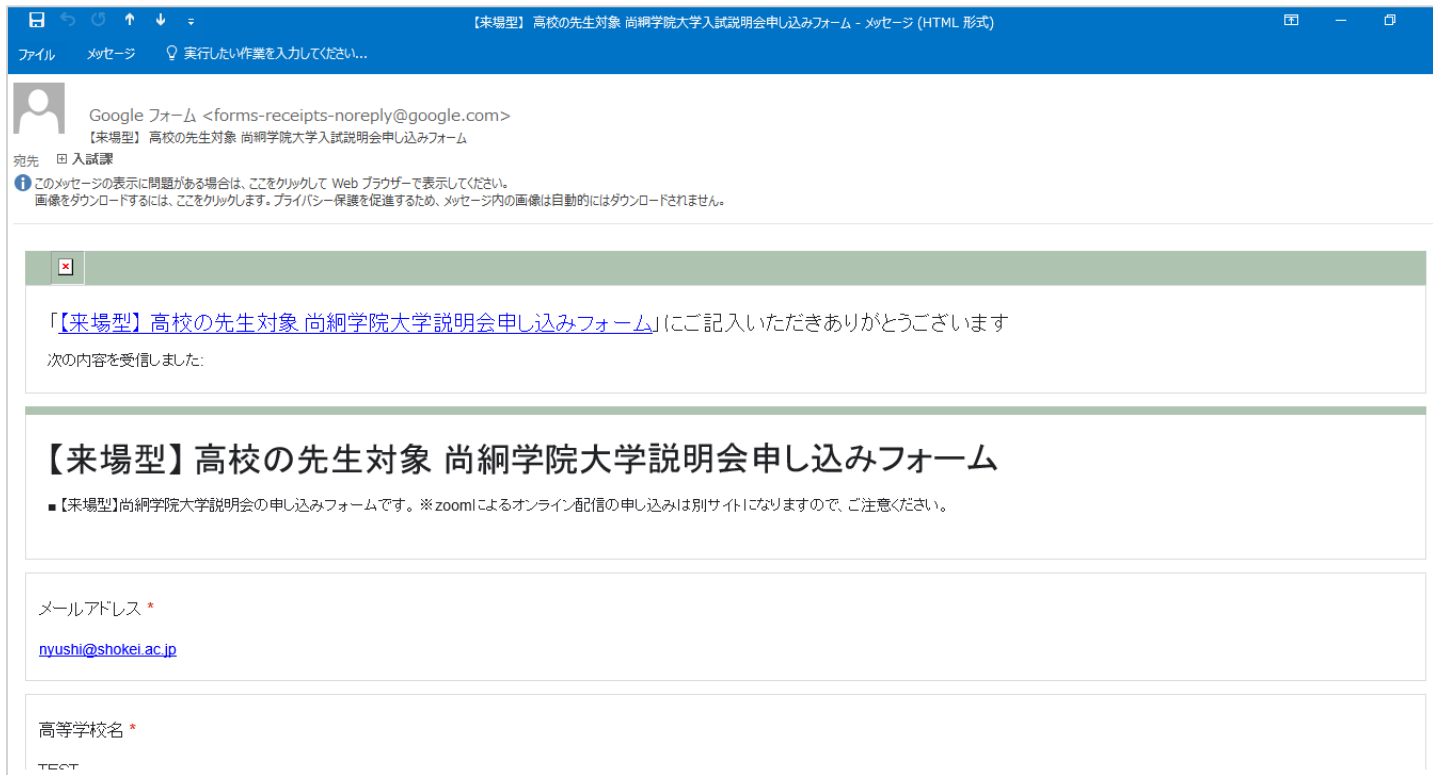 【来場型】高校の先生対象 尚絅学院大学入試説明会申し込みフォーム - メッセージ (HTML 形式)
ファイル メッセージ 実行したい作業を入力してください...
Google フォーム <forms-receipts-noreply@google.com>
【来場型】高校の先生対象 尚絅学院大学入試説明会申し込みフォーム
宛先 入試課
このメッセージの表示に問題がある場合は、ここをクリックして Web ブラウザーで表示してください。
画像をダウンロードするには、ここをクリックします。プライバシー保護を促進するため、メッセージ内の画像は自動的にはダウンロードされません。
「【来場型】高校の先生対象 尚絅学院大学説明会申し込みフォーム」にご記入いただきありがとうございます
次の内容を受信しました:
【来場型】高校の先生対象 尚絅学院大学説明会申し込みフォーム
■【来場型】尚絅学院大学説明会の申し込みフォームです。※zoomによるオンライン配信の申し込みは別サイトになりますので、ご注意ください。
メールアドレス *
nyushi@shokei.ac.jp
高等学校名 *
TEST